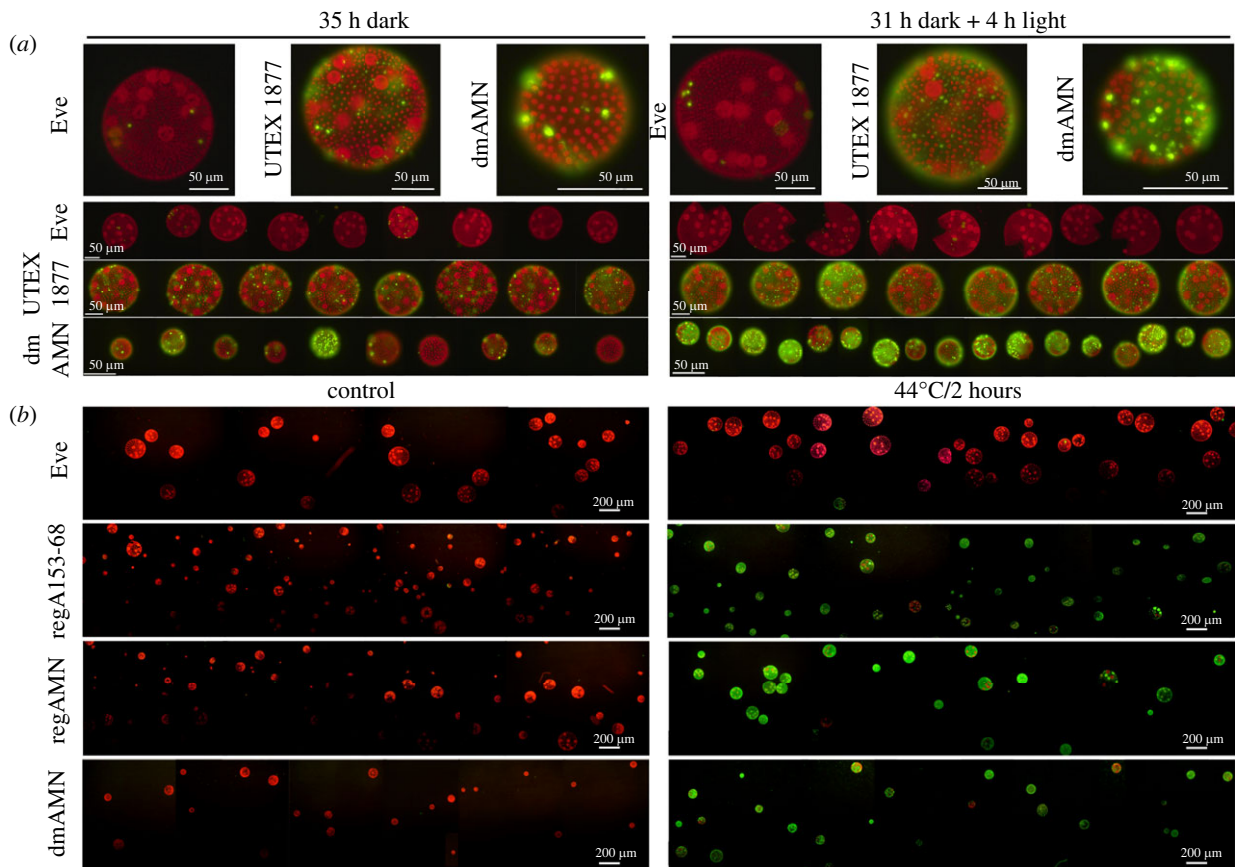 35 h dark
31 h dark + 4 h light
(a)
Eve
50 µm
UTEX 1877
50 µm
dmAMN
50 µm
Eve
50 µm
UTEX 1877
50 µm
dmAMN
50 µm
Eve
50 µm
50 µm
UTEX
1877
50 µm
50 µm
dm
AMN
50 µm
50 µm
(b)
control
44°C/2 hours
Eve
200 µm
200 µm
regA153-68
200 µm
200 µm
regAMN
200 µm
200 µm
dmAMN
200 µm
200 µm